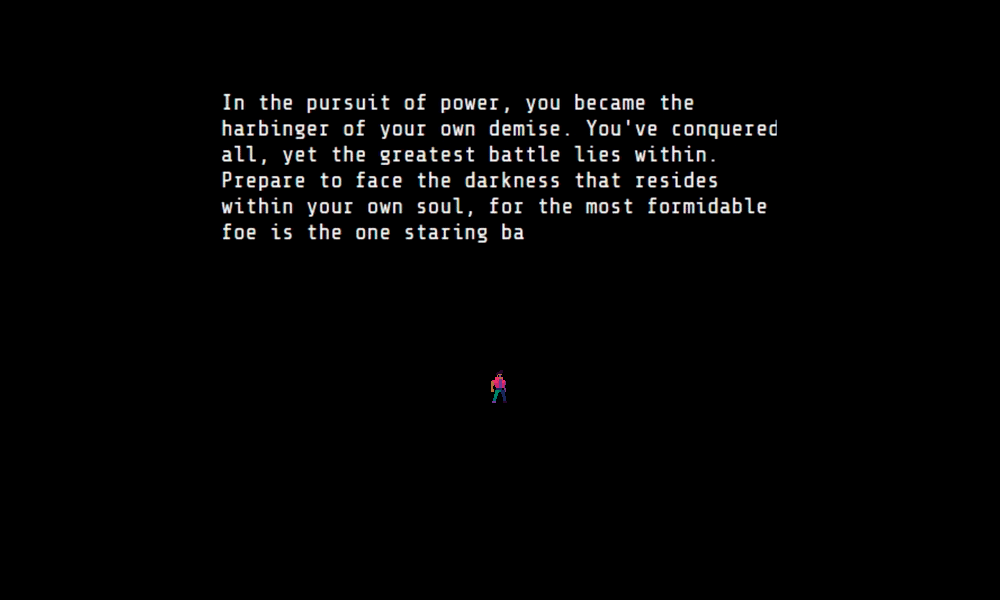 In the pursuit of power, you became the
harbinger of your own demise. You've conquered
all, yet the greatest battle lies within.
Prepare to face the darkness that resides
within your own soul, for the most formidable
foe is the one staring ba